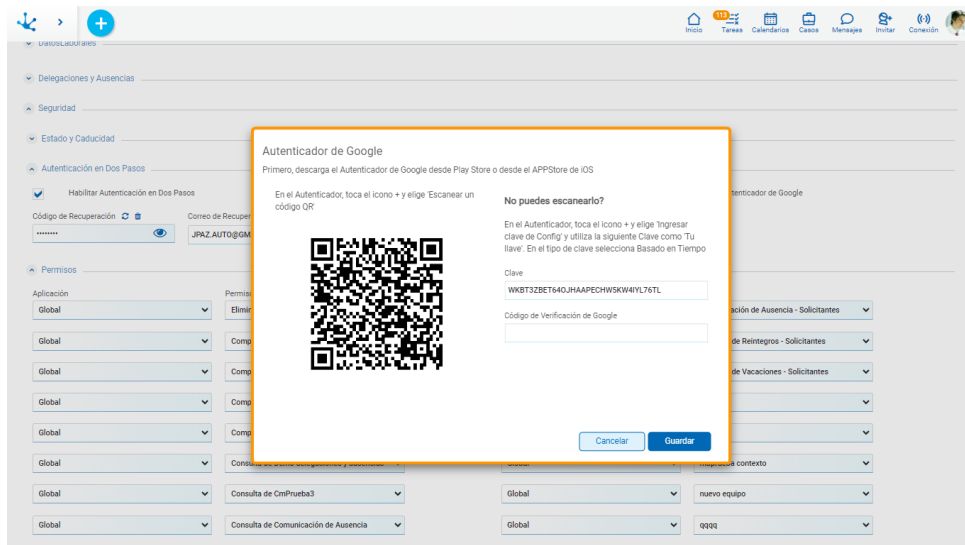 113
Inicio
Tareas
Calendarios
Casos
Mensajes
Invitar
Conexión
DatosLaborales
Delegaciones y Ausencias
Seguridad
Estado y Caducidad
Autenticación en Dos Pasos
Habilitar Autenticación en Dos Pasos
tenticador de Google
Código de Recuperación
Correo de Recuper
••••••••
JPAZ.AUTO@GM
Autenticador de Google
Primero, descarga el Autenticador de Google desde Play Store o desde el APPStore de iOS
En el Autenticador, toca el icono + y elige 'Escanear un
código QR'
No puedes escanearlo?
En el Autenticador, toca el icono + y elige 'Ingresar
clave de Config' y utiliza la siguiente Clave como 'Tu
llave'. En el tipo de clave selecciona Basado en Tiempo
Clave
WKBT3ZBET64OJHAAPECHWSKW4IYL76TL
Código de Verificación de Google
Cancelar
Guardar
Permisos
Aplicación
Permis
Global
Elimin
ación de Ausencia - Solicitantes
Global
Comp
de Reintegros - Solicitantes
Global
Comp
de Vacaciones - Solicitantes
Global
Comp
Global
Comp
Global
contexto
Global
Consulta de CmPrueba3
Global
nuevo equipo
Global
Consulta de Comunicación de Ausencia
Global
qqqq